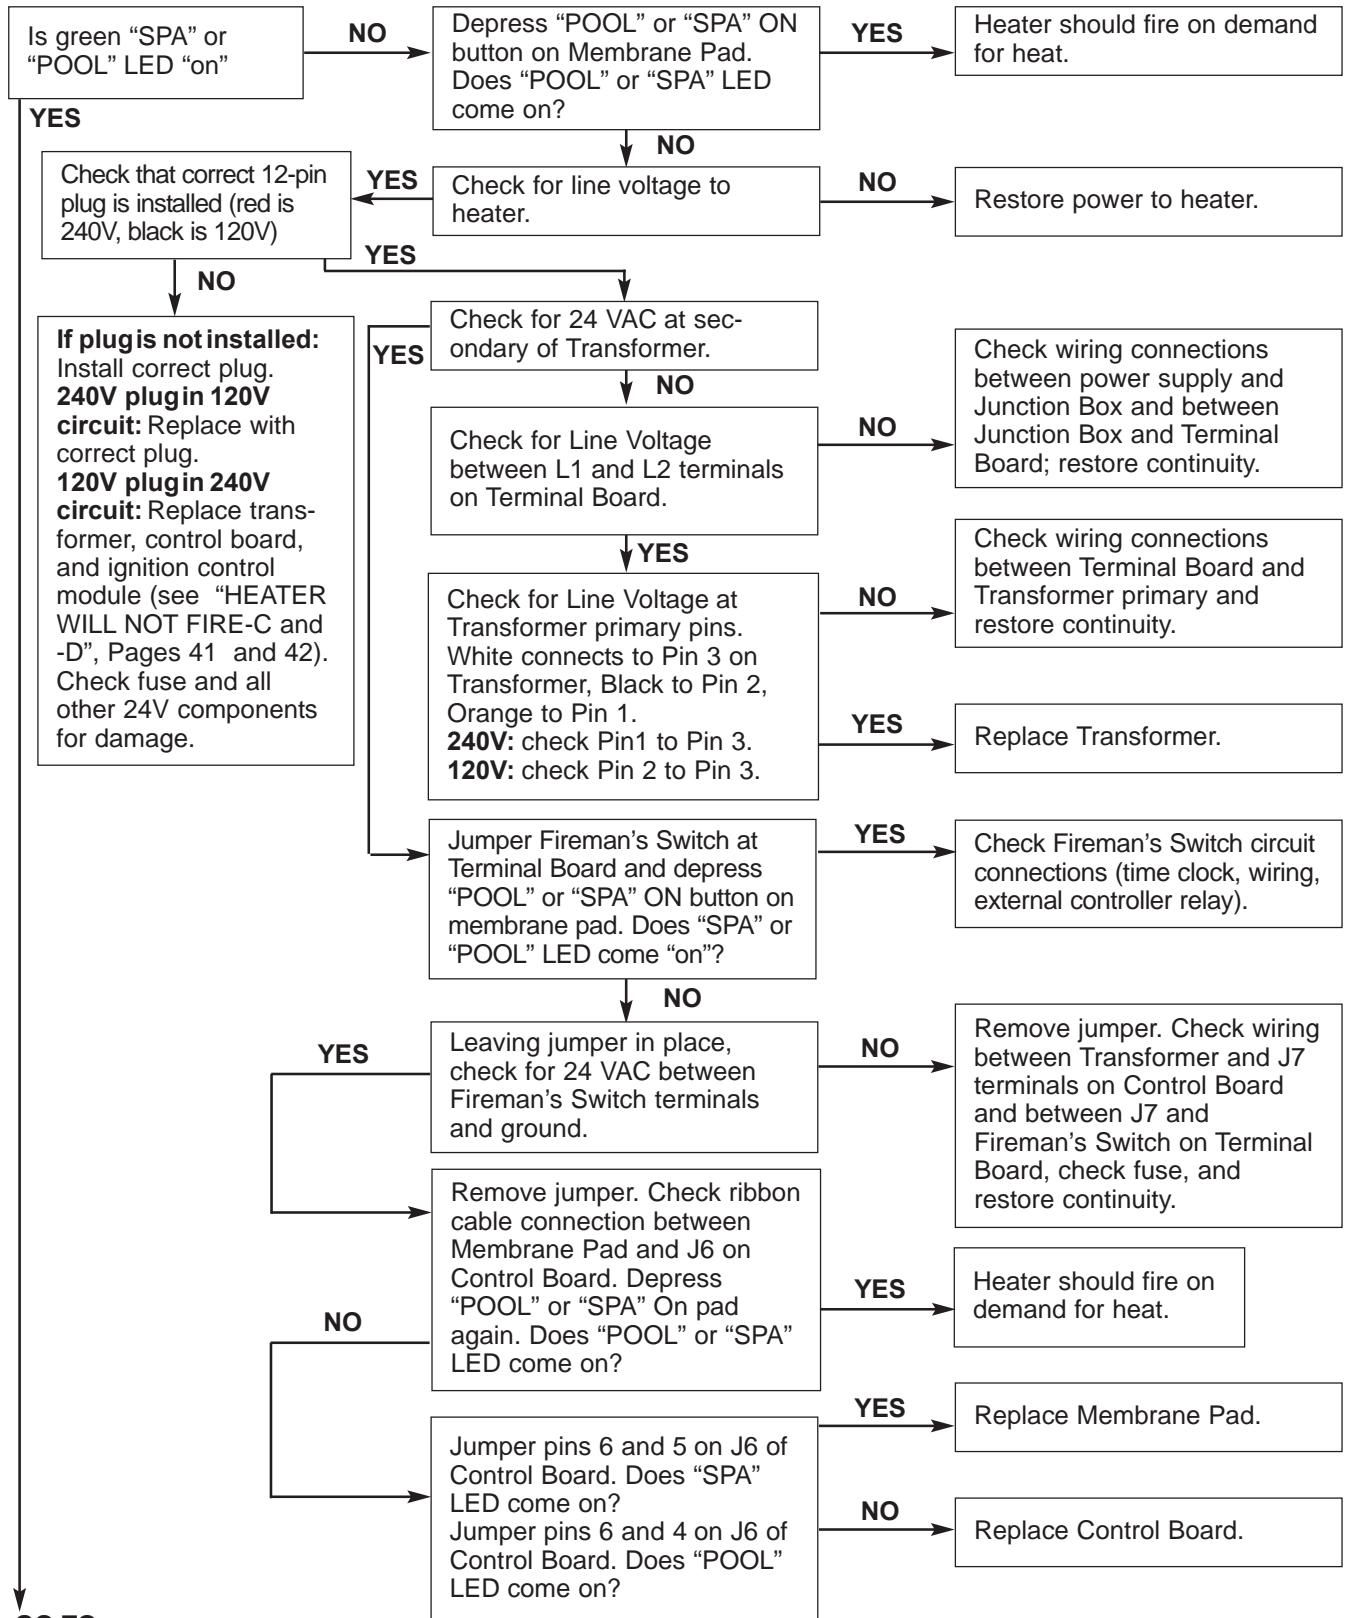 Is green “SPA” or
“POOL” LED “on”
NO
Depress “POOL” or “SPA” ON
button on Membrane Pad.
Does “POOL” or “SPA” LED
come on?
YES
Heater should fire on demand
for heat.
YES
NO
Check that correct 12-pin
plug is installed (red is
240V, black is 120V)
YES
Check for line voltage to
heater.
NO
Restore power to heater.
YES
NO
If plug is not installed:
Install correct plug.
240V plug in 120V
circuit: Replace with
correct plug.
120V plug in 240V
circuit: Replace trans-
former, control board,
and ignition control
module (see “HEATER
WILL NOT FIRE-C and
-D”, Pages 41 and 42).
Check fuse and all
other 24V components
for damage.
Check for 24 VAC at sec-
ondary of Transformer.
YES
NO
Check for Line Voltage
between L1 and L2 terminals
on Terminal Board.
NO
Check wiring connections
between power supply and
Junction Box and between
Junction Box and Terminal
Board; restore continuity.
YES
Check for Line Voltage at
Transformer primary pins.
White connects to Pin 3 on
Transformer, Black to Pin 2,
Orange to Pin 1.
240V: check Pin1 to Pin 3.
120V: check Pin 2 to Pin 3.
NO
Check wiring connections
between Terminal Board and
Transformer primary and
restore continuity.
YES
Replace Transformer.
Jumper Fireman’s Switch at
Terminal Board and depress
“POOL” or “SPA” ON button on
membrane pad. Does “SPA” or
“POOL” LED come “on”?
YES
Check Fireman’s Switch circuit
connections (time clock, wiring,
external controller relay).
NO
Leaving jumper in place,
check for 24 VAC between
Fireman’s Switch terminals
and ground.
YES
NO
Remove jumper. Check wiring
between Transformer and J7
terminals on Control Board
and between J7 and
Fireman’s Switch on Terminal
Board, check fuse, and
restore continuity.
Remove jumper. Check ribbon
cable connection between
Membrane Pad and J6 on
Control Board. Depress
“POOL” or “SPA” On pad
again. Does “POOL” or “SPA”
LED come on?
YES
Heater should fire on
demand for heat.
NO
Jumper pins 6 and 5 on J6 of
Control Board. Does “SPA”
LED come on?
Jumper pins 6 and 4 on J6 of
Control Board. Does “POOL”
LED come on?
YES
Replace Membrane Pad.
NO
Replace Control Board.